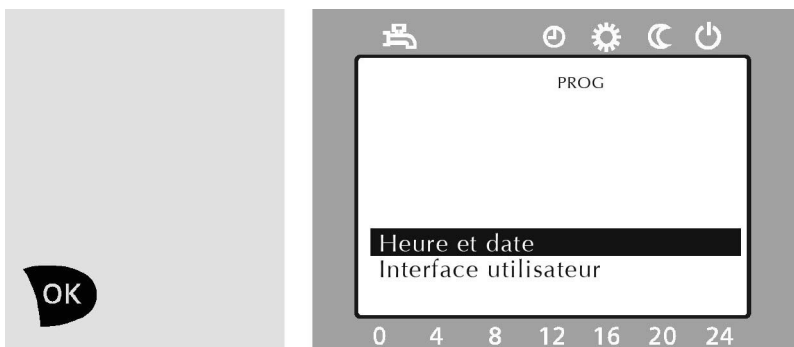 PROG
Heure et date
Interface utilisateur
OK
0 4 8 12 16 20 24